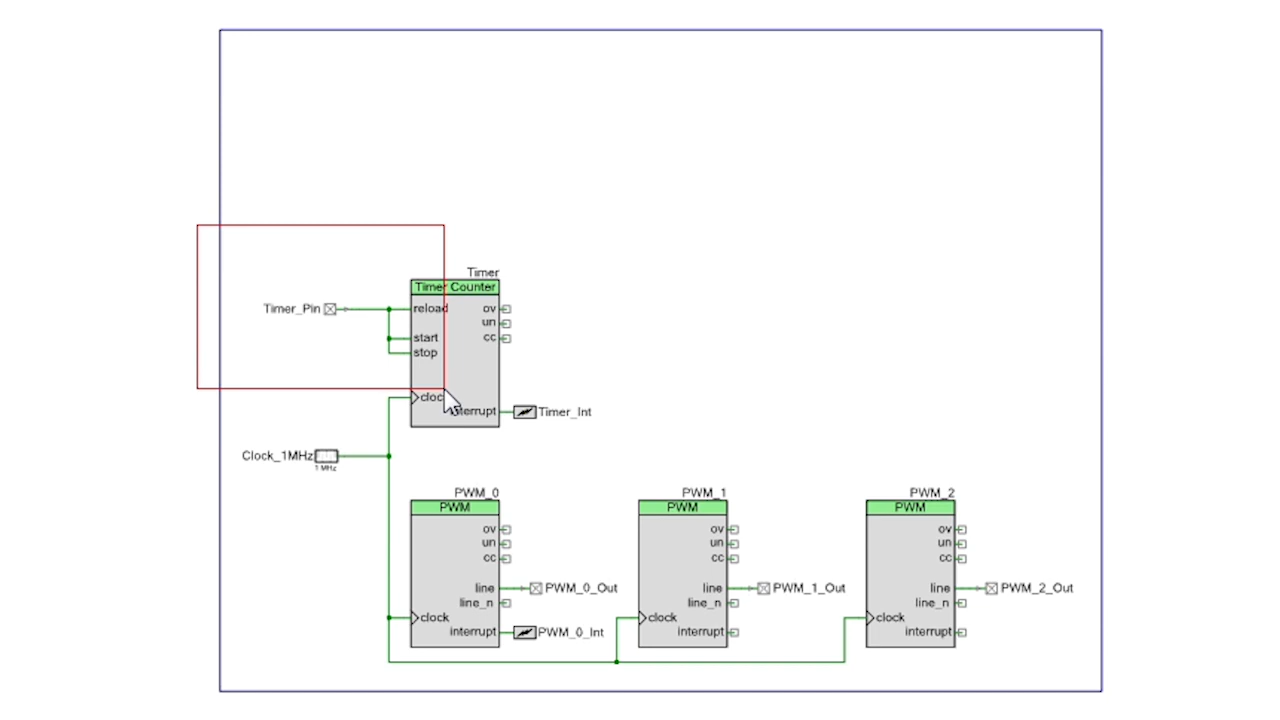 Timer
Timer Counter
Timer_Pin
reload
ov
un
start
cc
stop
cloc
Timer_Int
Clock_1MHz
1 MHz
PWM_0
PWM_1
PWM_2
PWM
PWM
PWM
ov
ov
ov
un
un
un
cc
cc
cc
line
PWM_0_Out
line
PWM_1_Out
line
PWM_2_Out
line_n
line_n
line_n
clock
clock
clock
interrupt
PWM_0_Int
interrupt
interrupt